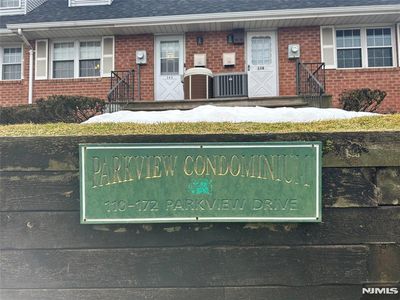 PARKVIEW CONDOMINIUM
110-172 PARKVIEW DRIVE
NJMLS